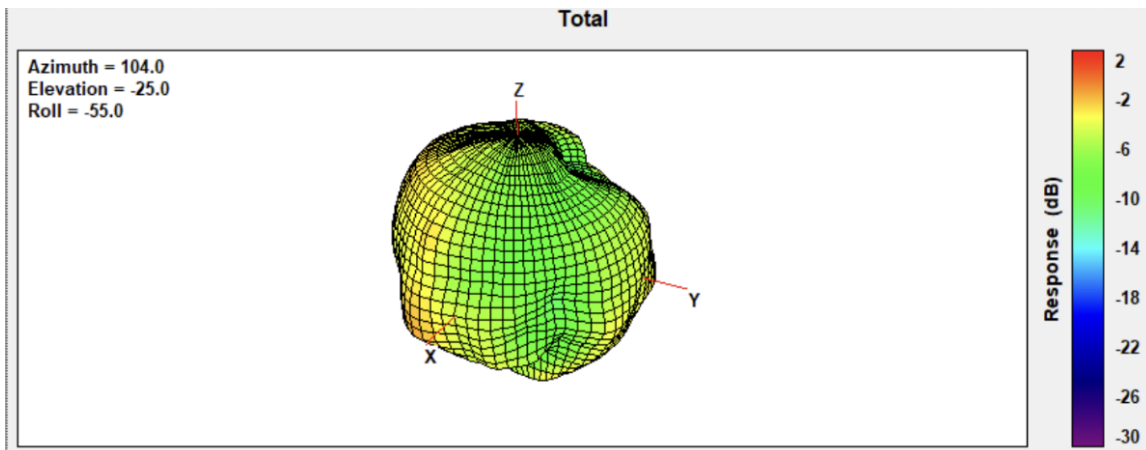 Total
Azimuth = 104.0
Elevation = -25.0
Roll = -55.0
Z
Y
X
2
-2
-6
-10
-14
-18
-22
-26
-30
Response (dB)